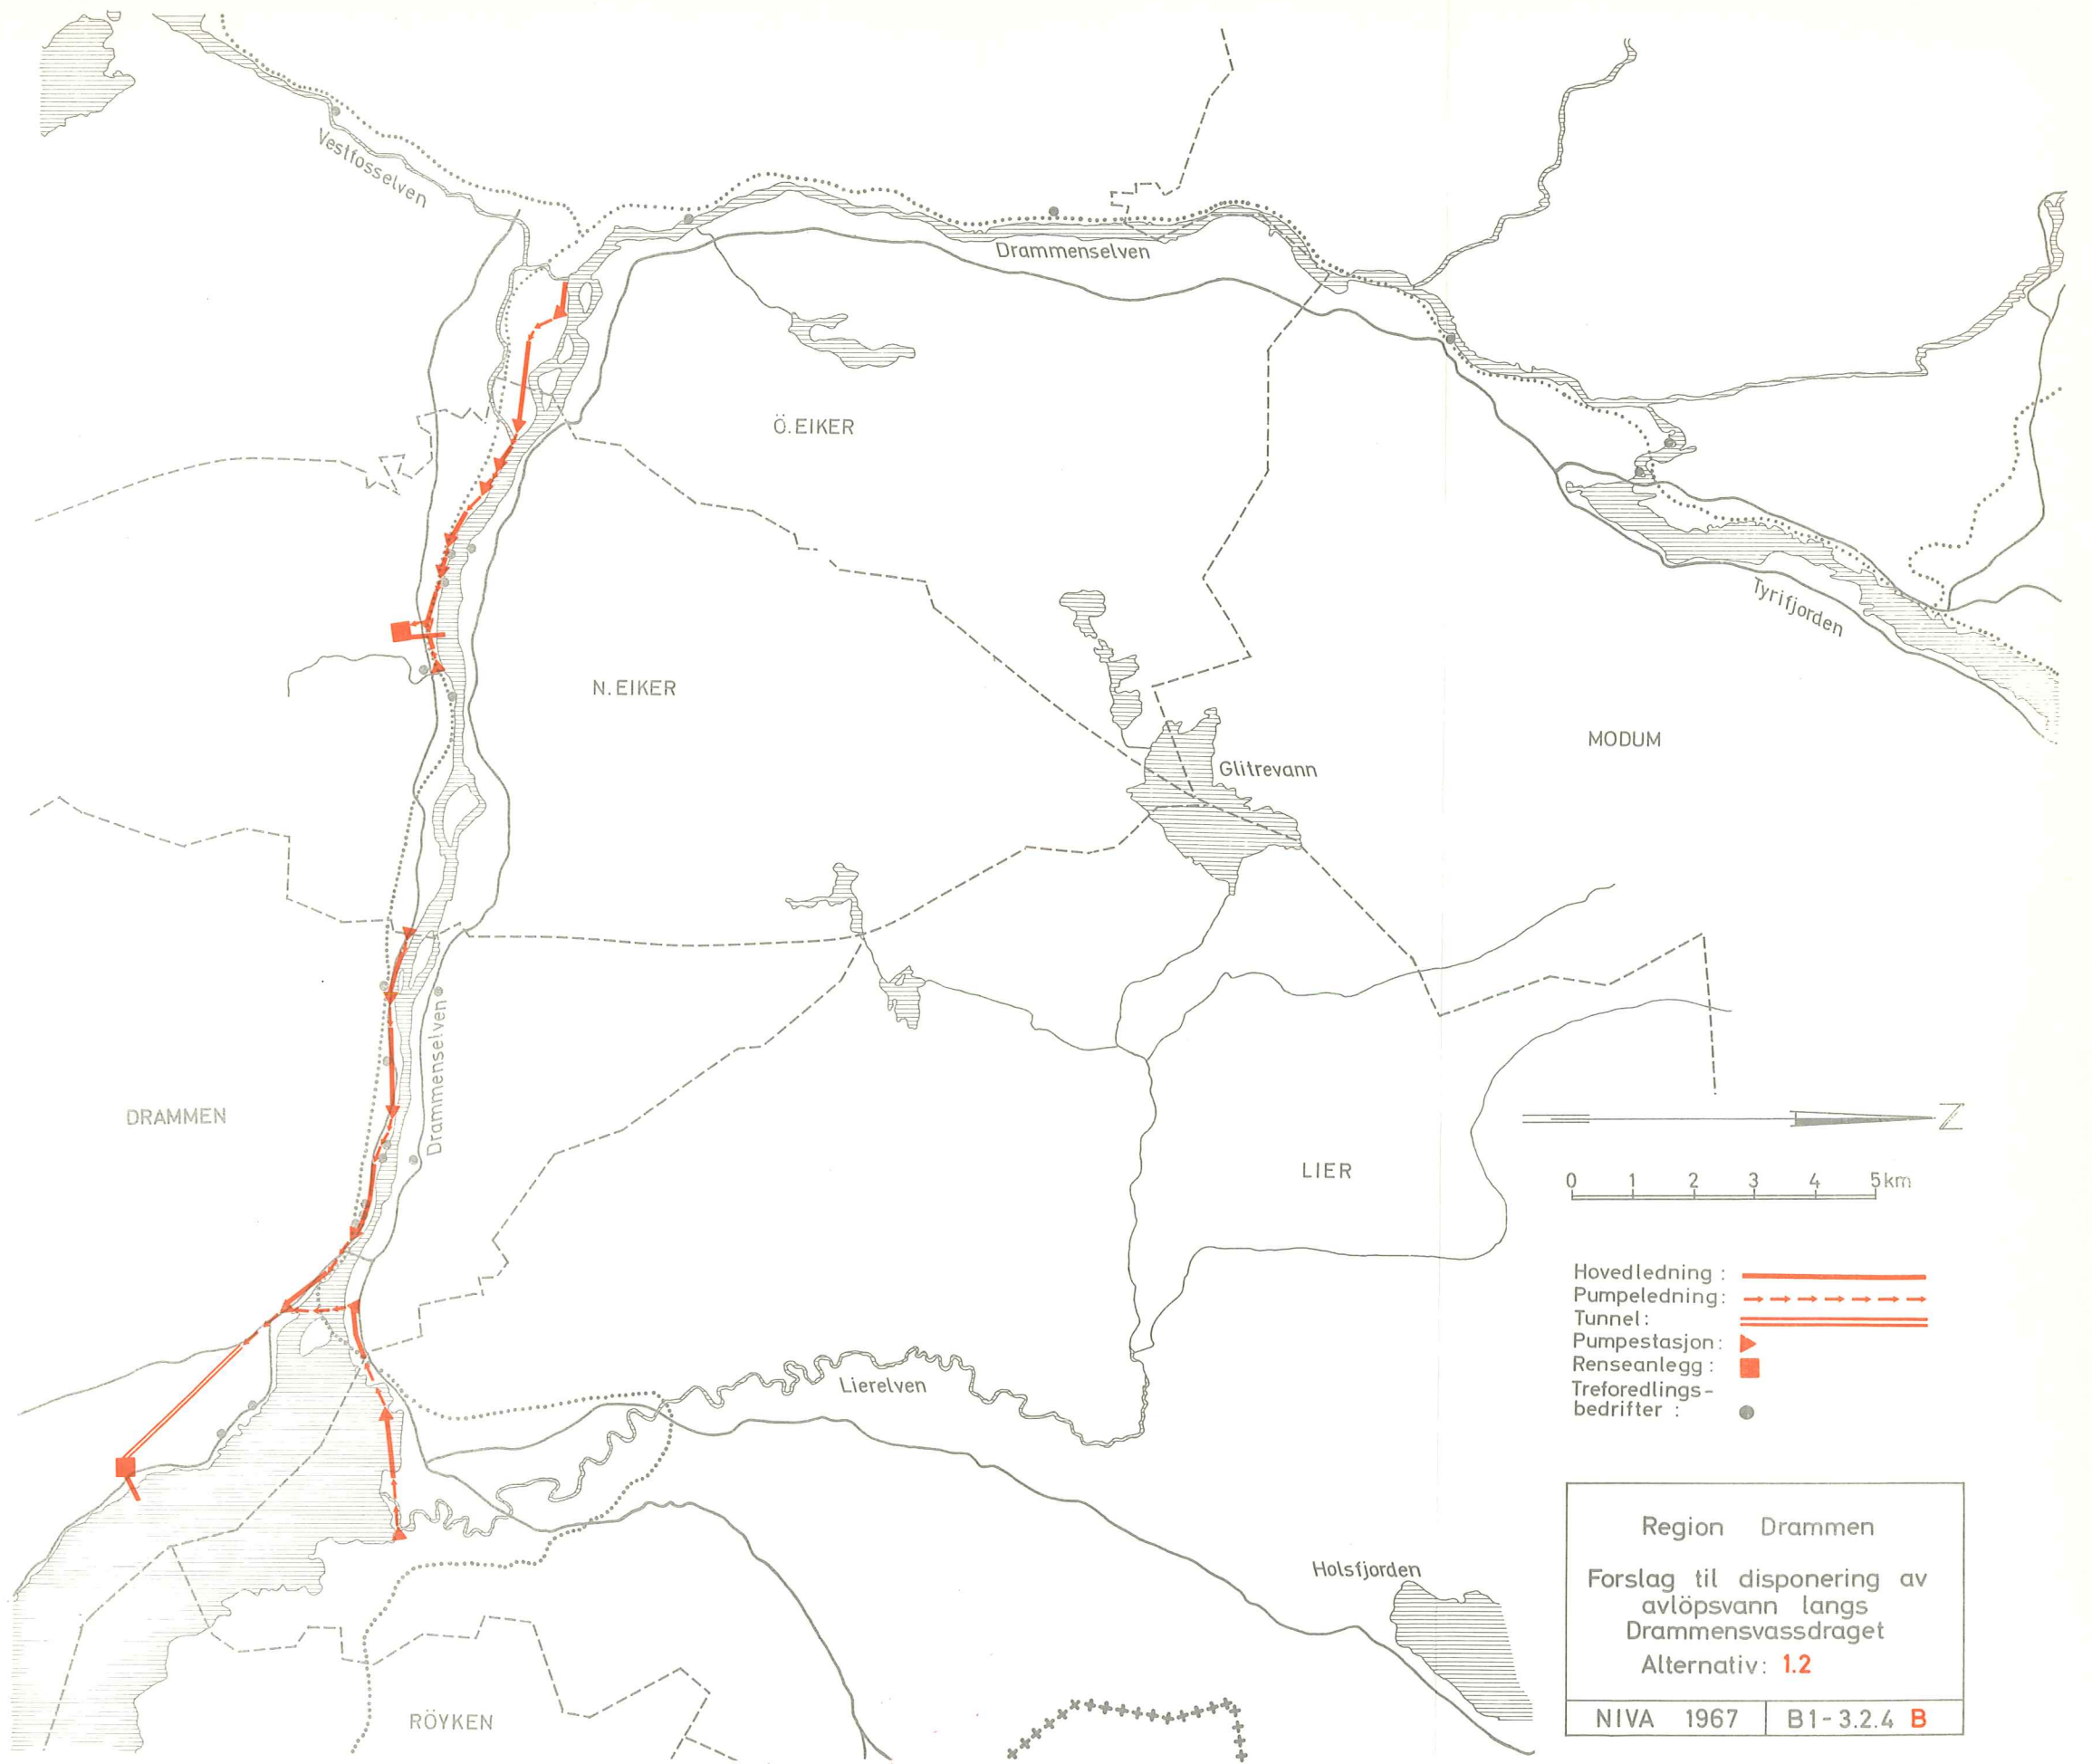 Vestfosselven
Drammenselven
Ö. EIKER
Tyrifjorden
N. EIKER
MODUM
Glitrevann
Drammenselven
DRAMMEN
LIER
N
0 1 2 3 4 5 km
Hovedledning :
Pumpeledning :
Tunnel :
Pumpestasjon :
Renseanlegg :
Treforedlings-
bedrifter :
Lierelven
Holsfjorden
RÖYKEN
Region Drammen
Forslag til disponering av
avlöpsvann langs
Drammensvassdraget
Alternativ: 1.2
NIVA 1967 B1-3.2.4 B